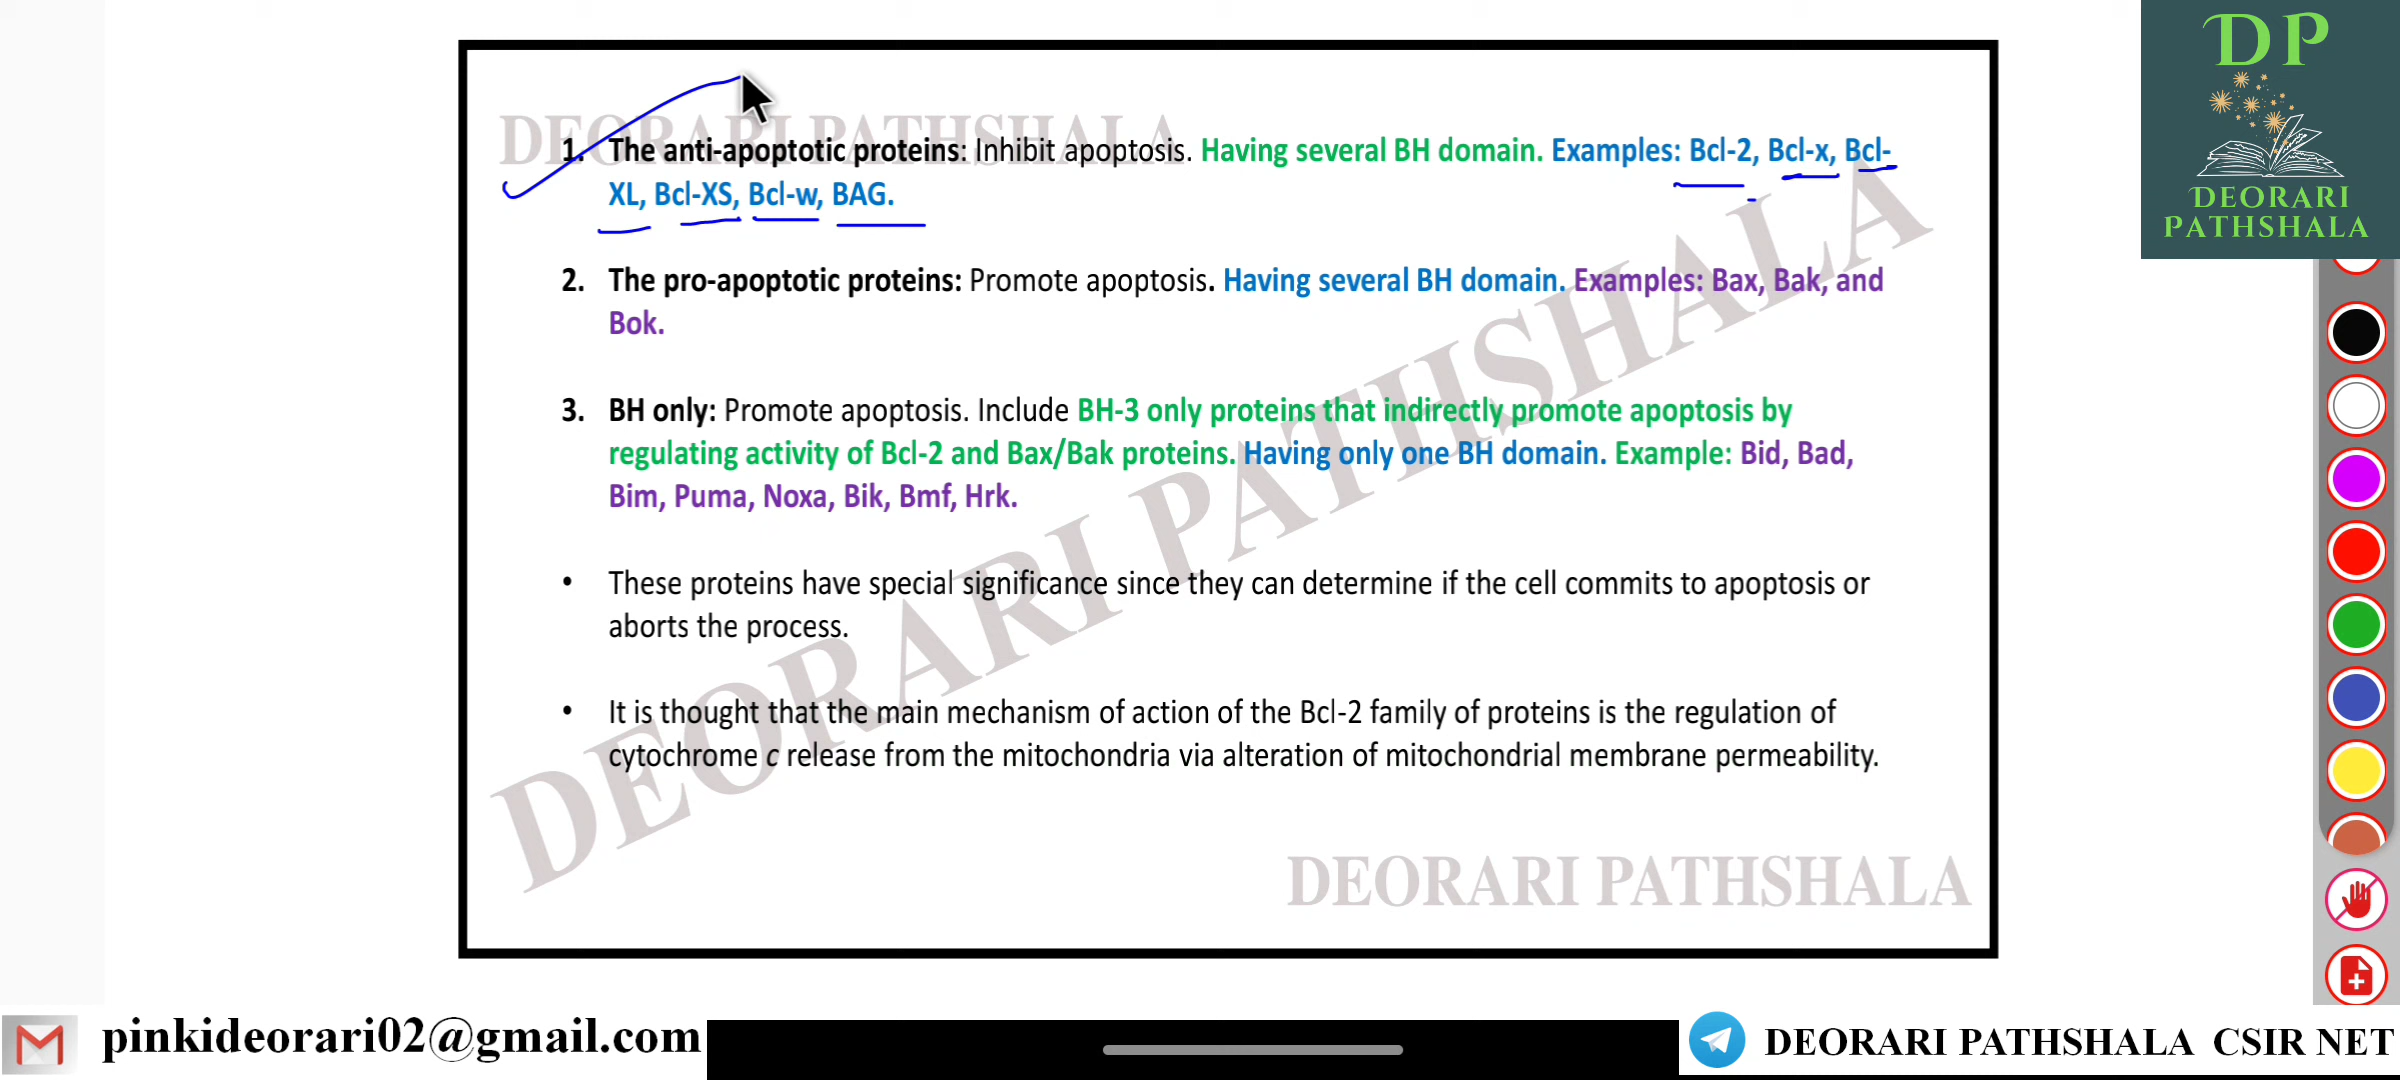 DP
DEORARI
PATHSHALA
DEORARI PATHSHALA
1. The anti-apoptotic proteins: Inhibit apoptosis. Having several BH domain. Examples: Bcl-2, Bcl-x, Bcl-
XL, Bcl-XS, Bcl-w, BAG.
2. The pro-apoptotic proteins: Promote apoptosis. Having several BH domain. Examples: Bax, Bak, and
Bok.
3. BH only: Promote apoptosis. Include BH-3 only proteins that indirectly promote apoptosis by
regulating activity of Bcl-2 and Bax/Bak proteins. Having only one BH domain. Example: Bid, Bad,
Bim, Puma, Noxa, Bik, Bmf, Hrk.
• These proteins have special significance since they can determine if the cell commits to apoptosis or
aborts the process.
• It is thought that the main mechanism of action of the Bcl-2 family of proteins is the regulation of
cytochrome c release from the mitochondria via alteration of mitochondrial membrane permeability.
DEORARI PATHSHALA
DEORARI PATHSHALA
pinkideorari02@gmail.com
DEORARI PATHSHALA CSIR NET